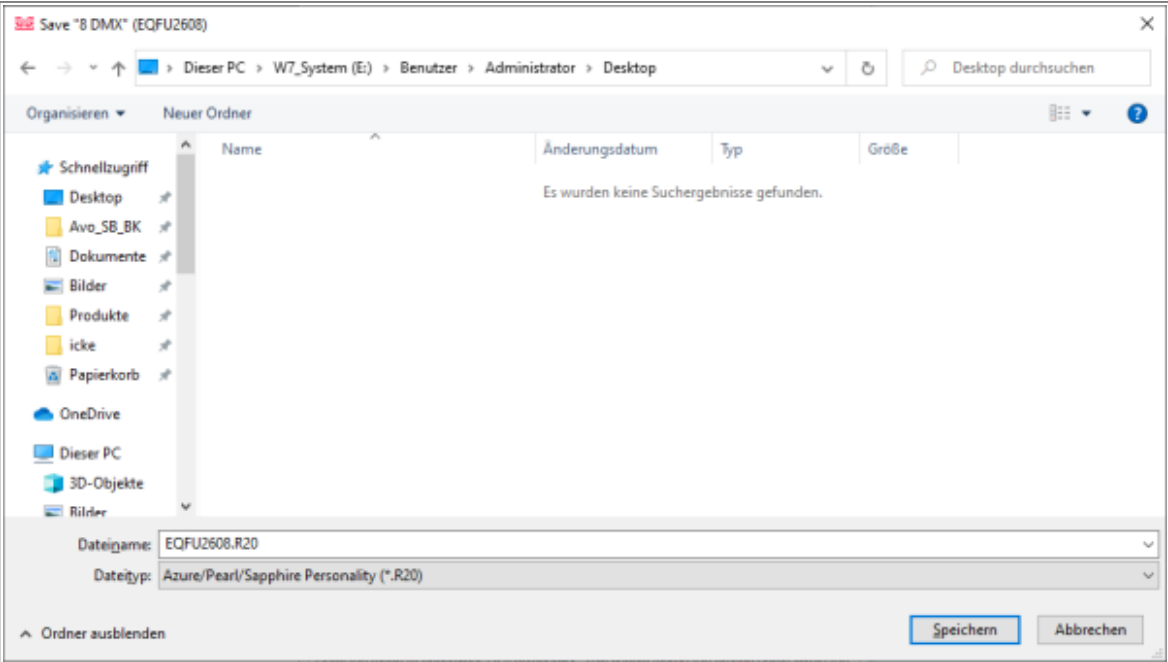 Save "8 DMX" (EQFU2608)
Dieser PC > W7_System (E:) > Benutzer > Administrator > Desktop
Desktop durchsuchen
Organisieren Neuer Ordner
Name Änderungsdatum Typ Größe
Es wurden keine Suchergebnisse gefunden.
Schnellzugriff
Desktop
Avo_SB_BK
Dokumente
Bilder
Produkte
icke
Papierkorb
OneDrive
Dieser PC
3D-Objekte
Bilder
Dateiname: EQFU2608.R20
Dateityp: Azure/Pearl/Sapphire Personality (*.R20)
Ordner ausblenden
Speichern Abbrechen